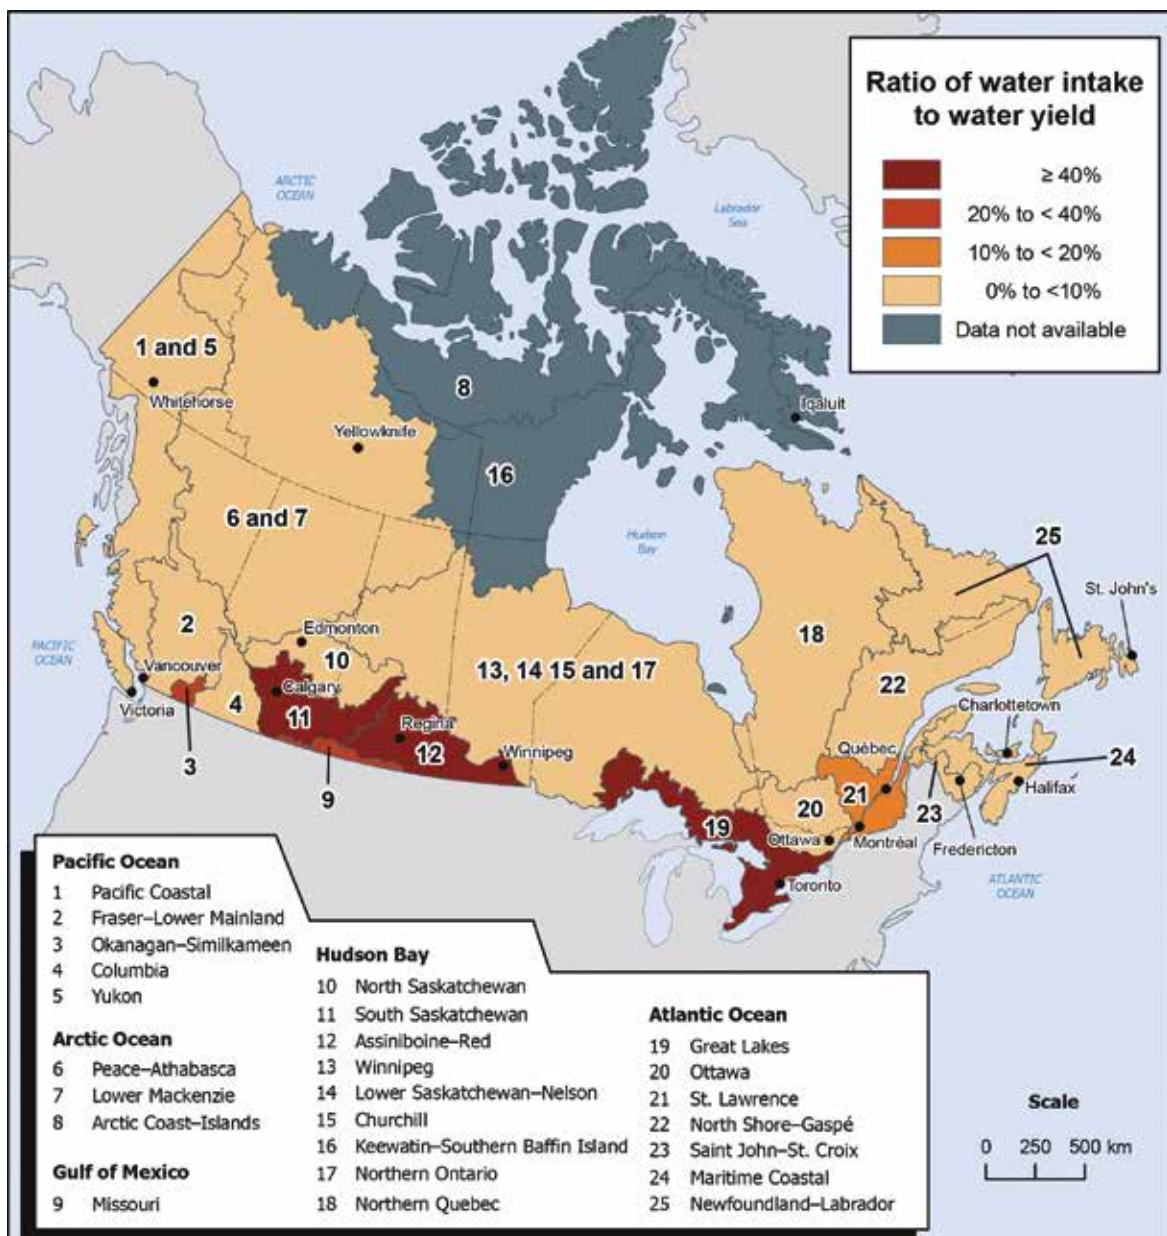 Ratio of water intake
to water yield
≥ 40%
20% to < 40%
10% to < 20%
0% to <10%
Data not available
ARCTIC
OCEAN
Labrador
Sea
1 and 5
Whitehorse
8
Iqaluit
Yellowknife
16
6 and 7
Hudson
Bay
25
St. John's
PACIFIC
OCEAN
2
Edmonton
10
18
13, 14 15 and 17
22
Vancouver
Calgary
4
11
Victoria
Charlottetown
Regina
12
Québec
Winnipeg
3
9
24
Halifax
21
20
23
19
Ottawa
Montréal
Fredericton
Toronto
ATLANTIC
OCEAN
Pacific Ocean
1 Pacific Coastal
2 Fraser–Lower Mainland
3 Okanagan–Similkameen
4 Columbia
5 Yukon
Arctic Ocean
6 Peace–Athabasca
7 Lower Mackenzie
8 Arctic Coast–Islands
Gulf of Mexico
9 Missouri
Hudson Bay
10 North Saskatchewan
11 South Saskatchewan
12 Assiniboine–Red
13 Winnipeg
14 Lower Saskatchewan–Nelson
15 Churchill
16 Keewatin–Southern Baffin Island
17 Northern Ontario
18 Northern Quebec
Atlantic Ocean
19 Great Lakes
20 Ottawa
21 St. Lawrence
22 North Shore–Gaspé
23 Saint John–St. Croix
24 Maritime Coastal
25 Newfoundland–Labrador
Scale
0 250 500 km